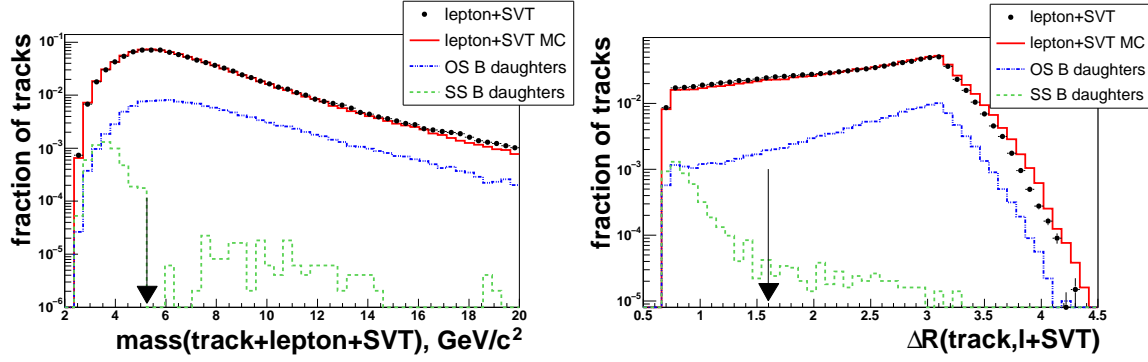 lepton+SVT
lepton+SVT MC
OS B daughters
SS B daughters
fraction of tracks
10⁻¹
10⁻²
10⁻³
10⁻⁴
10⁻⁵
10⁻⁶
2 4 6 8 10 12 14 16 18 20
mass(track+lepton+SVT), GeV/c²
lepton+SVT
lepton+SVT MC
OS B daughters
SS B daughters
fraction of tracks
10⁻¹
10⁻²
10⁻³
10⁻⁴
10⁻⁵
0.5 1 1.5 2 2.5 3 3.5 4 4.5
ΔR(track,l+SVT)